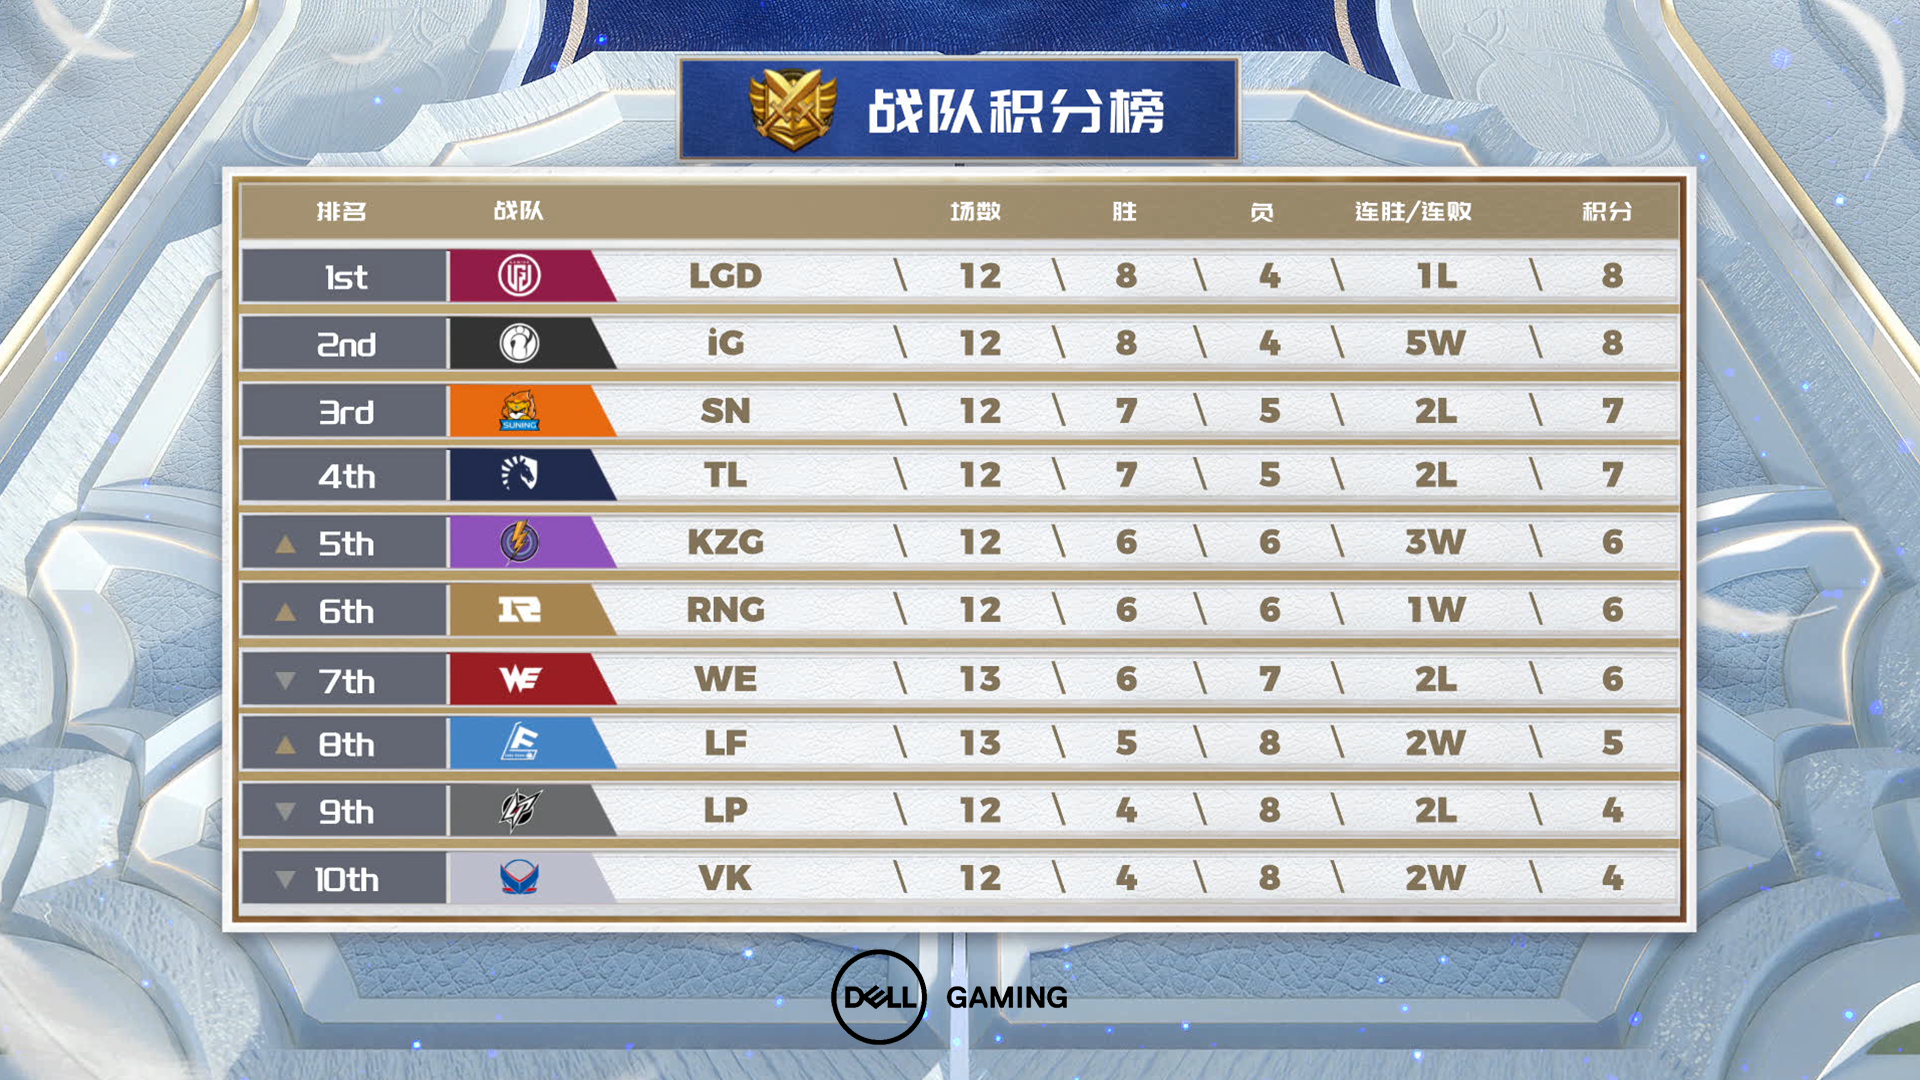 战队积分榜
排名 战队 场数 胜 负 连胜/连败 积分
1st LGD \ 12 \ 8 \ 4 \ 1L \ 8
2nd iG \ 12 \ 8 \ 4 \ 5W \ 8
3rd SUNING SN \ 12 \ 7 \ 5 \ 2L \ 7
4th TL \ 12 \ 7 \ 5 \ 2L \ 7
▲ 5th KZG \ 12 \ 6 \ 6 \ 3W \ 6
▲ 6th RNG \ 12 \ 6 \ 6 \ 1W \ 6
▼ 7th WE WE \ 13 \ 6 \ 7 \ 2L \ 6
▲ 8th LF \ 13 \ 5 \ 8 \ 2W \ 5
▼ 9th LP \ 12 \ 4 \ 8 \ 2L \ 4
▼ 10th VK \ 12 \ 4 \ 8 \ 2W \ 4
DELL GAMING